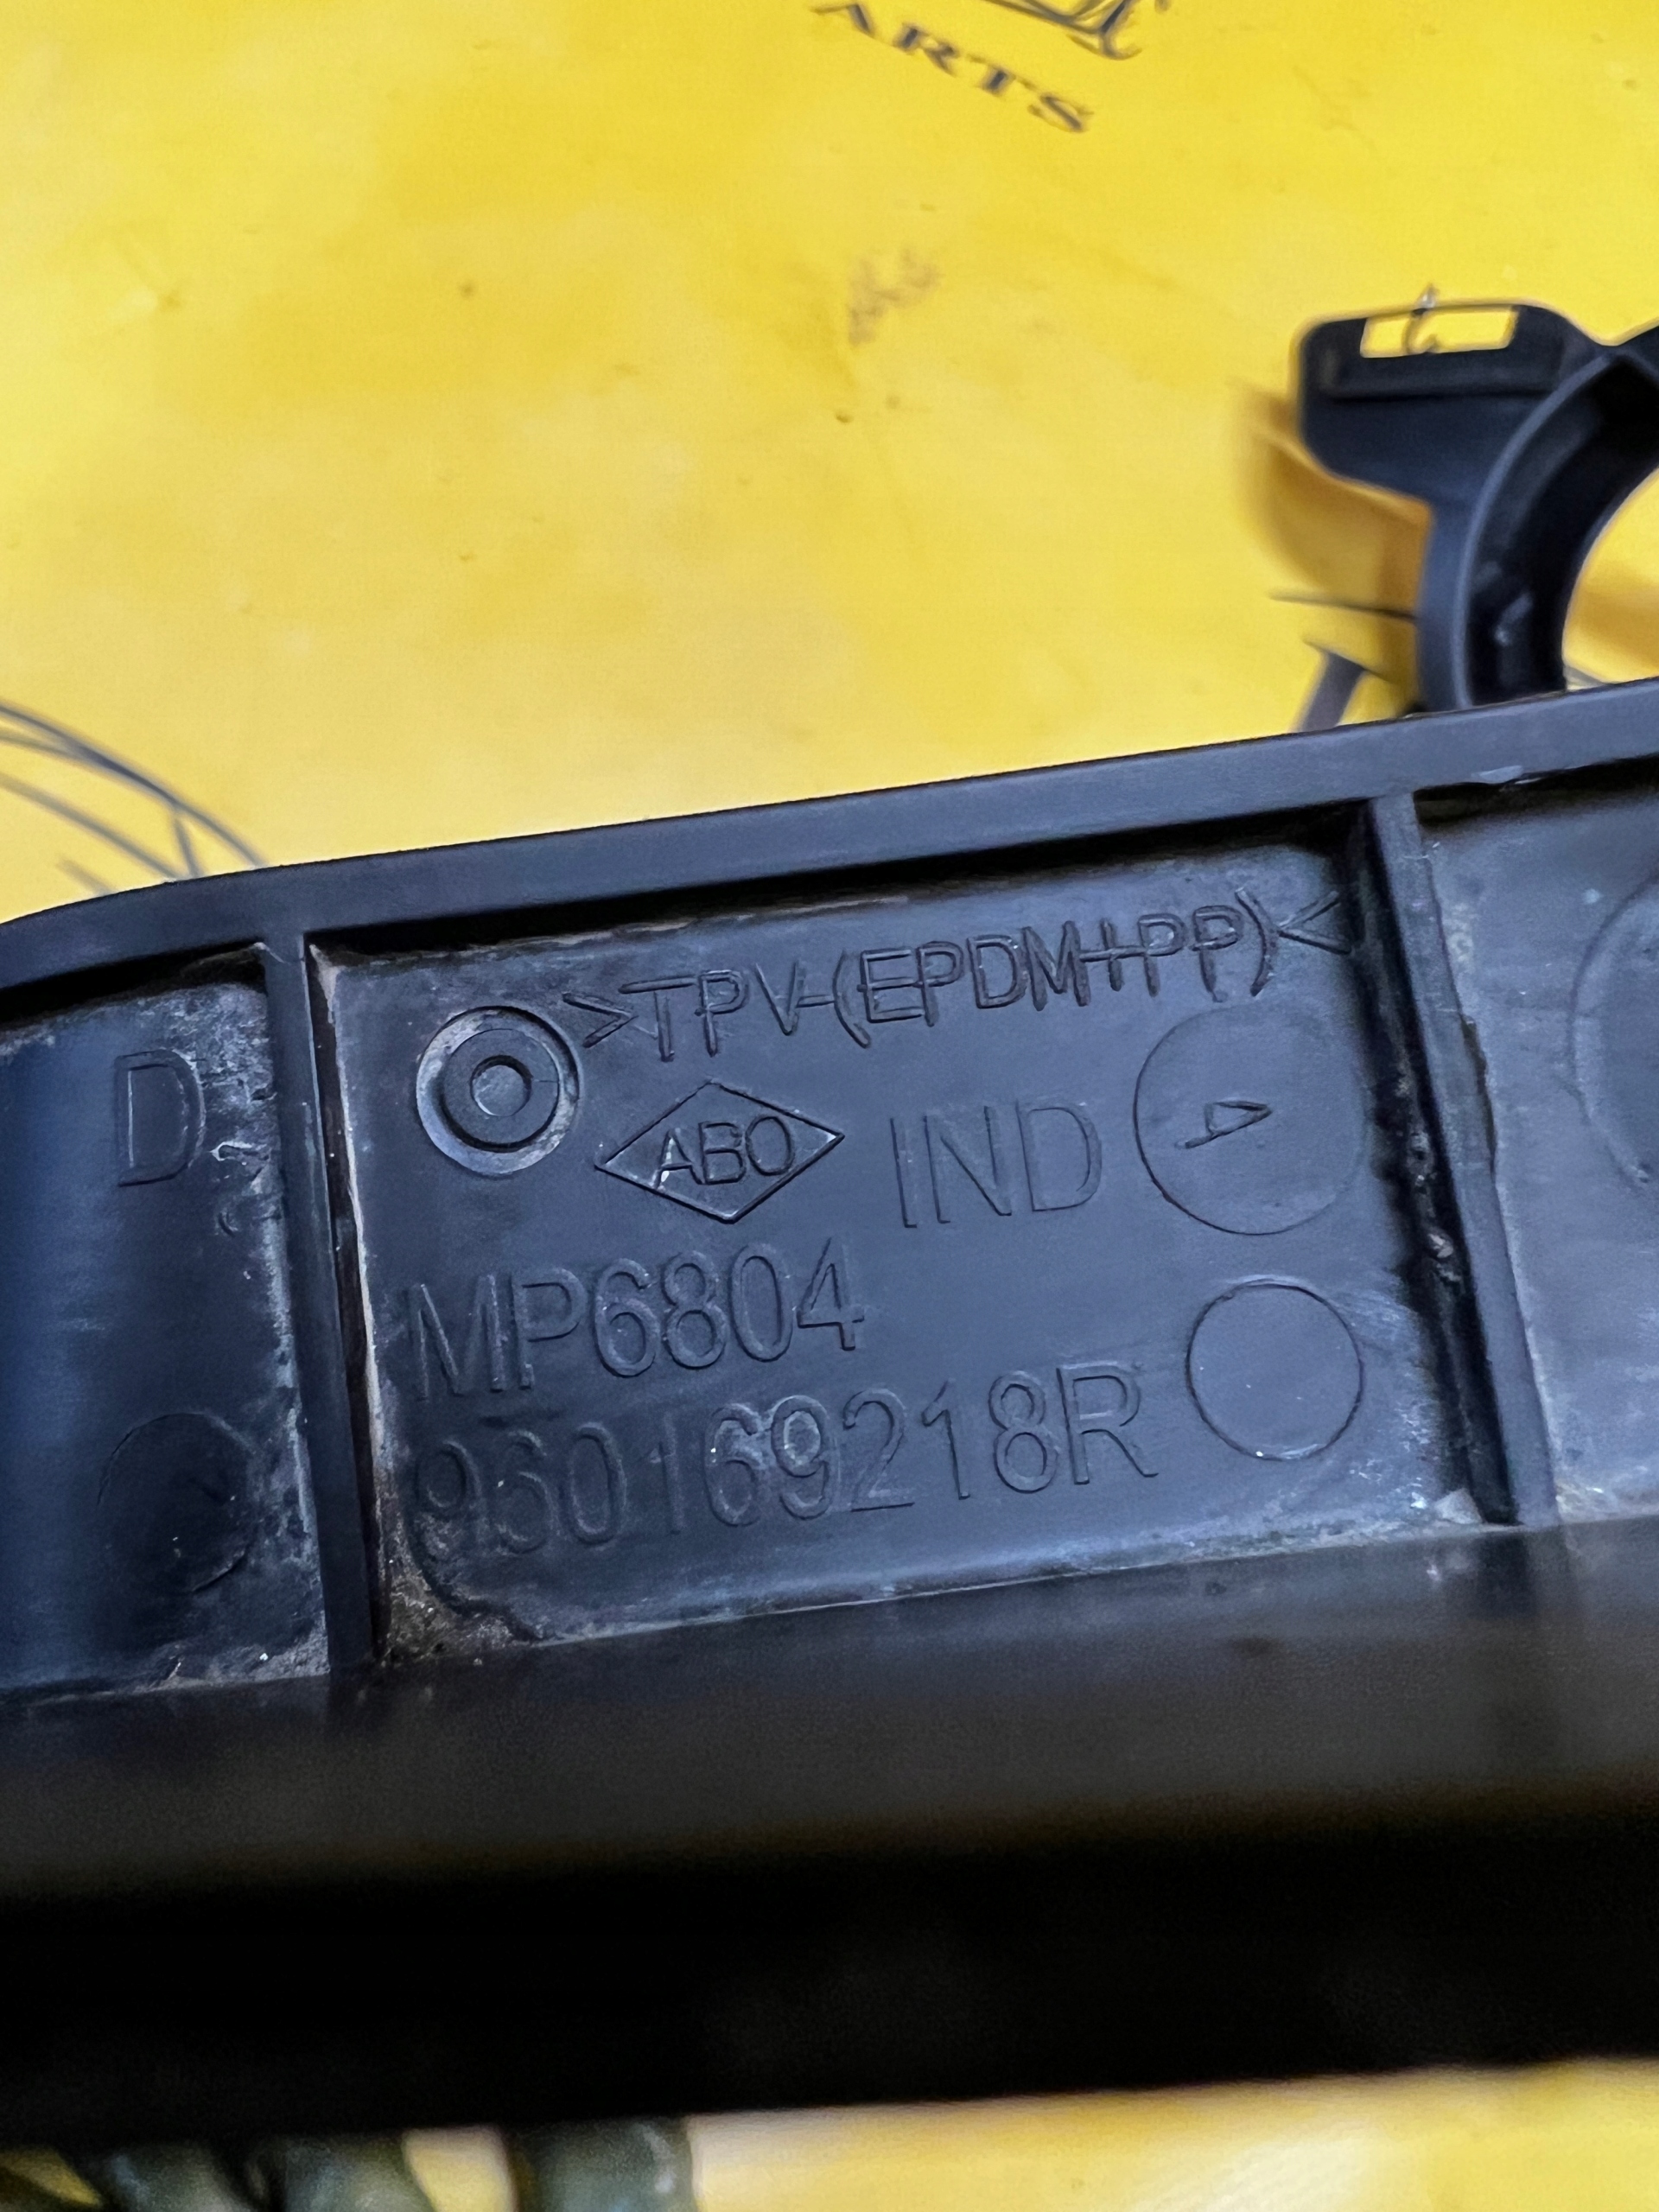 ARTS
>TPV-(EPDM+PP)<
D
ABO
IND
MP6804
960169218R